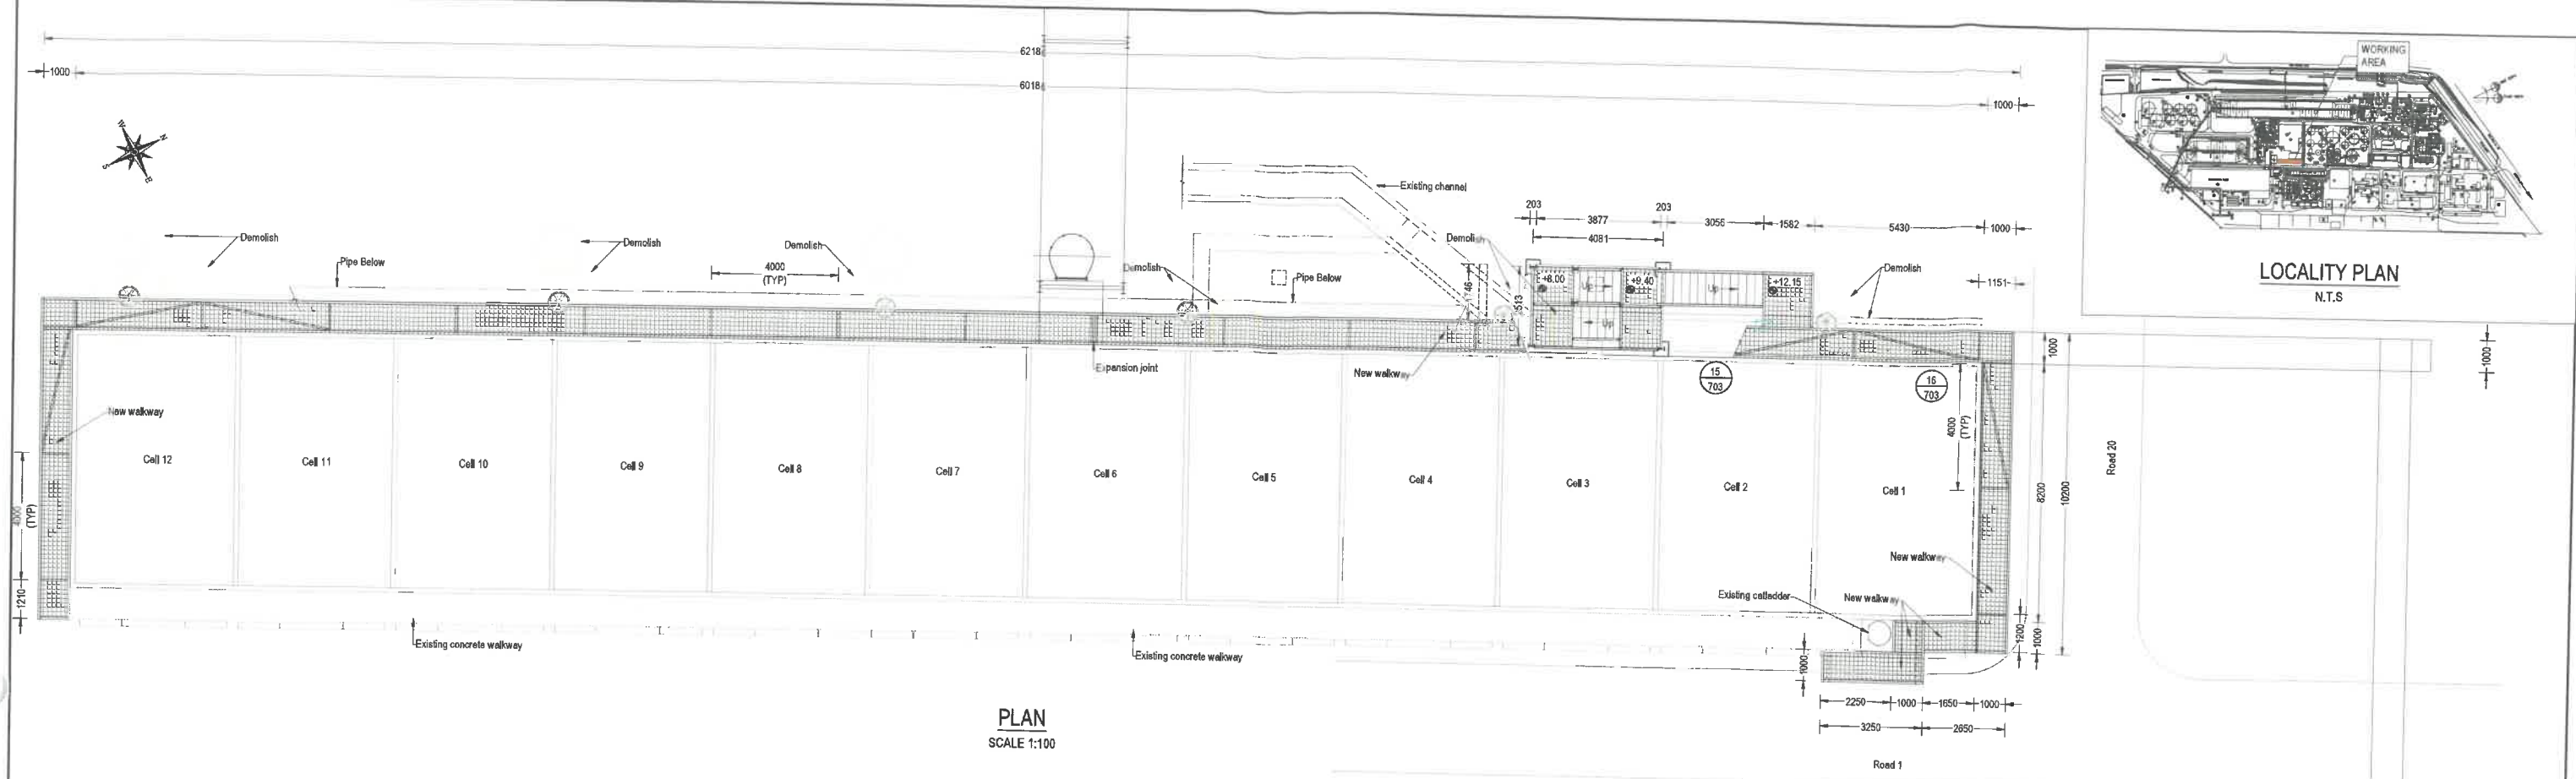 6218
1000
6018
1000
WORKING
AREA
LOCALITY PLAN
N.T.S
W
N
S
E
Existing channel
203
3877
203
3055
1582
5430
1000
4081
Demolish
Demolish
Demolish
Demolish
Demolish
Demolish
Pipe Below
4000
(TYP)
Pipe Below
+8.00
Up
+9.40
Up
+12.15
Up
1151
513
1000
1000
Expansion joint
New walkway
15
703
16
703
4000
(TYP)
New walkway
Cell 12
Cell 11
Cell 10
Cell 9
Cell 8
Cell 7
Cell 6
Cell 5
Cell 4
Cell 3
Cell 2
Cell 1
8200
10200
Road 20
4000
(TYP)
1210
New walkway
Existing catladder
New walkway
Existing concrete walkway
Existing concrete walkway
1200
1000
1000
2250
1000
1650
1000
3250
2650
PLAN
SCALE 1:100
Road 1